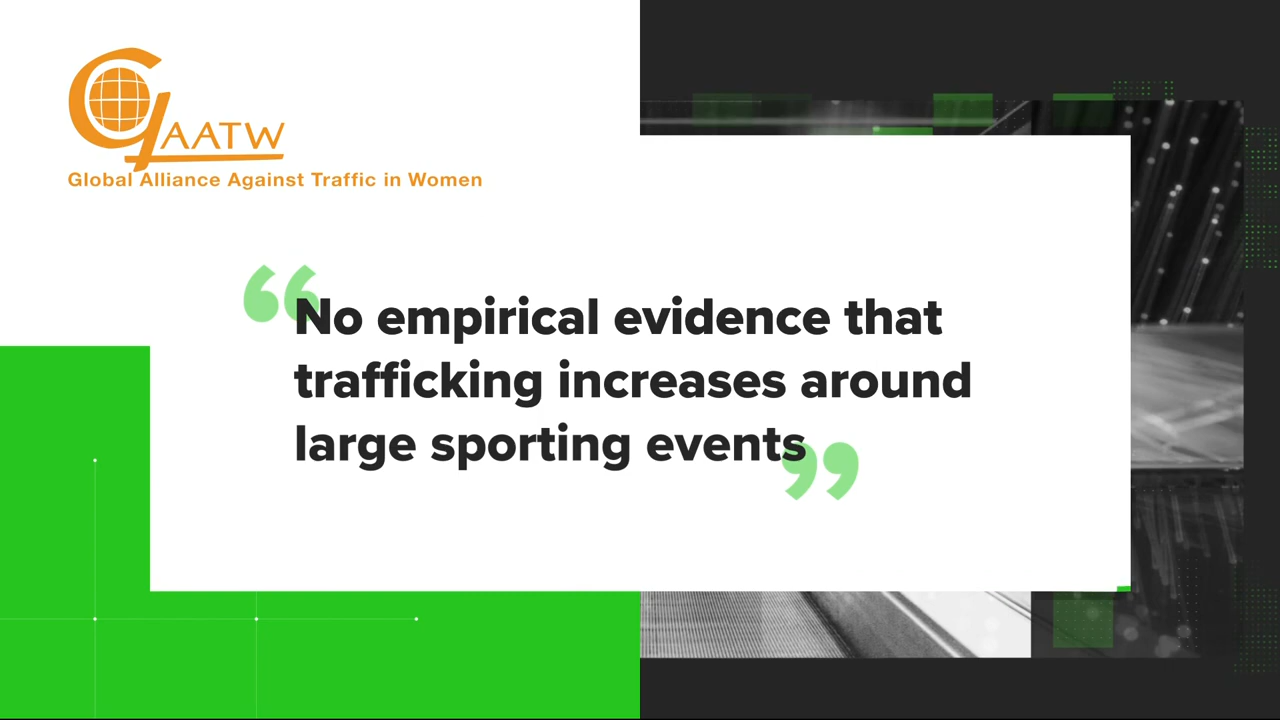 GAATW
Global Alliance Against Traffic in Women
“No empirical evidence that
trafficking increases around
large sporting events”